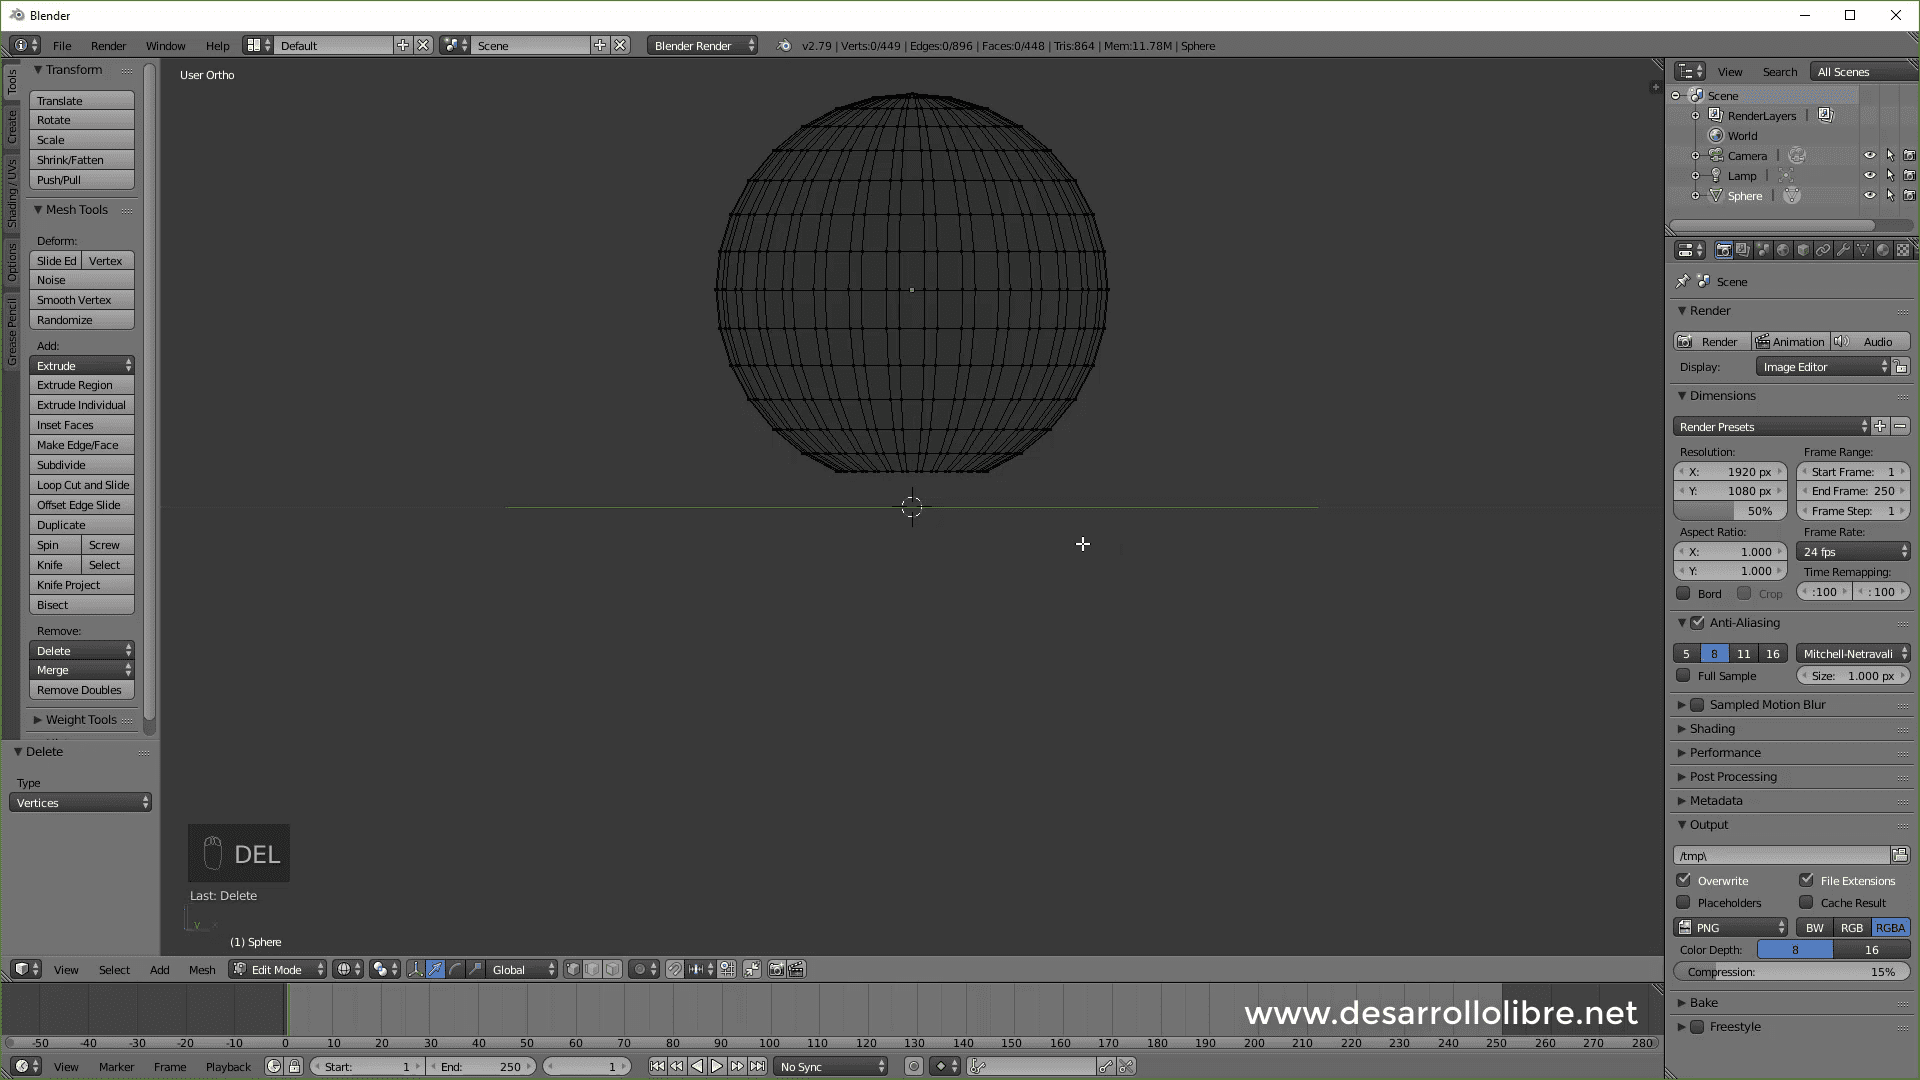 Blender
File Render Window Help Default Scene Blender Render v2.79 | Verts:0/449 | Edges:0/896 | Faces:0/448 | Tris:864 | Mem:11.78M | Sphere
Tools
Create
Shading / UVs
Options
Grease Pencil
Transform
Translate
Rotate
Scale
Shrink/Fatten
Push/Pull
Mesh Tools
Deform:
Slide Ed Vertex
Noise
Smooth Vertex
Randomize
Add:
Extrude
Extrude Region
Extrude Individual
Inset Faces
Make Edge/Face
Subdivide
Loop Cut and Slide
Offset Edge Slide
Duplicate
Spin Screw
Knife Select
Knife Project
Bisect
Remove:
Delete
Merge
Remove Doubles
Weight Tools
Delete
Type
Vertices
User Ortho
DEL
Last: Delete
(1) Sphere
View Select Add Mesh Edit Mode Global
www.desarrollolibre.net
-50 -40 -30 -20 -10 0 10 20 30 40 50 60 70 80 90 100 110 120 130 140 150 160 170 180 190 200 210 220 230 240 250 260 270 280
View Marker Frame Playback Start: 1 End: 250 1 No Sync
View Search All Scenes
Scene
RenderLayers
World
Camera
Lamp
Sphere
Scene
Render
Render Animation Audio
Display: Image Editor
Dimensions
Render Presets
Resolution: Frame Range:
X: 1920 px Start Frame: 1
Y: 1080 px End Frame: 250
50% Frame Step: 1
Aspect Ratio: Frame Rate:
X: 1.000 24 fps
Y: 1.000 Time Remapping:
Bord Crop :100 : 100
Anti-Aliasing
5 8 11 16 Mitchell-Netravali
Full Sample Size: 1.000 px
Sampled Motion Blur
Shading
Performance
Post Processing
Metadata
Output
/tmp\
Overwrite File Extensions
Placeholders Cache Result
PNG BW RGB RGBA
Color Depth: 8 16
Compression: 15%
Bake
Freestyle